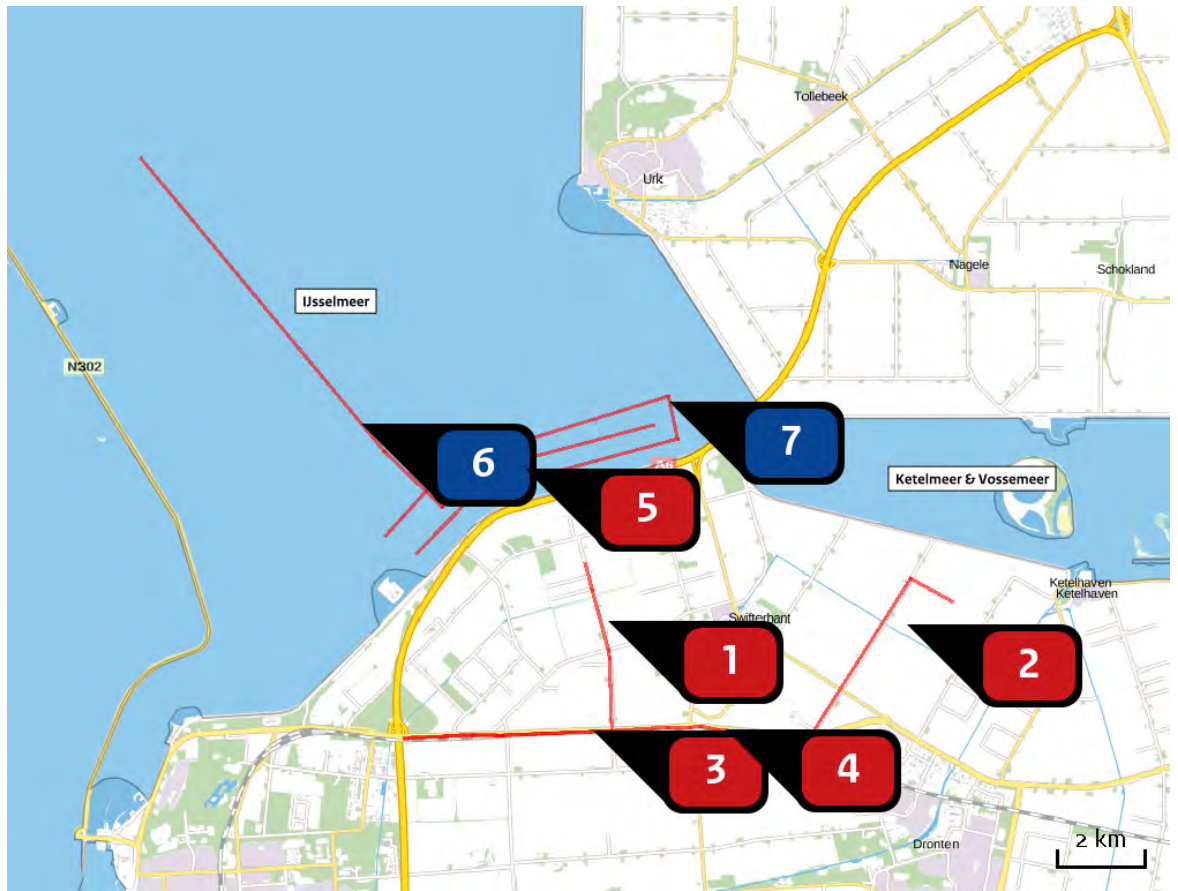 Tollebeek
Urk
Nagele
Schokland
IJsselmeer
N302
7
6
A6
Ketelmeer & Vossemeer
5
Ketelhaven
Ketelhaven
Swifterbant
1
2
3
4
2 km
Dronten